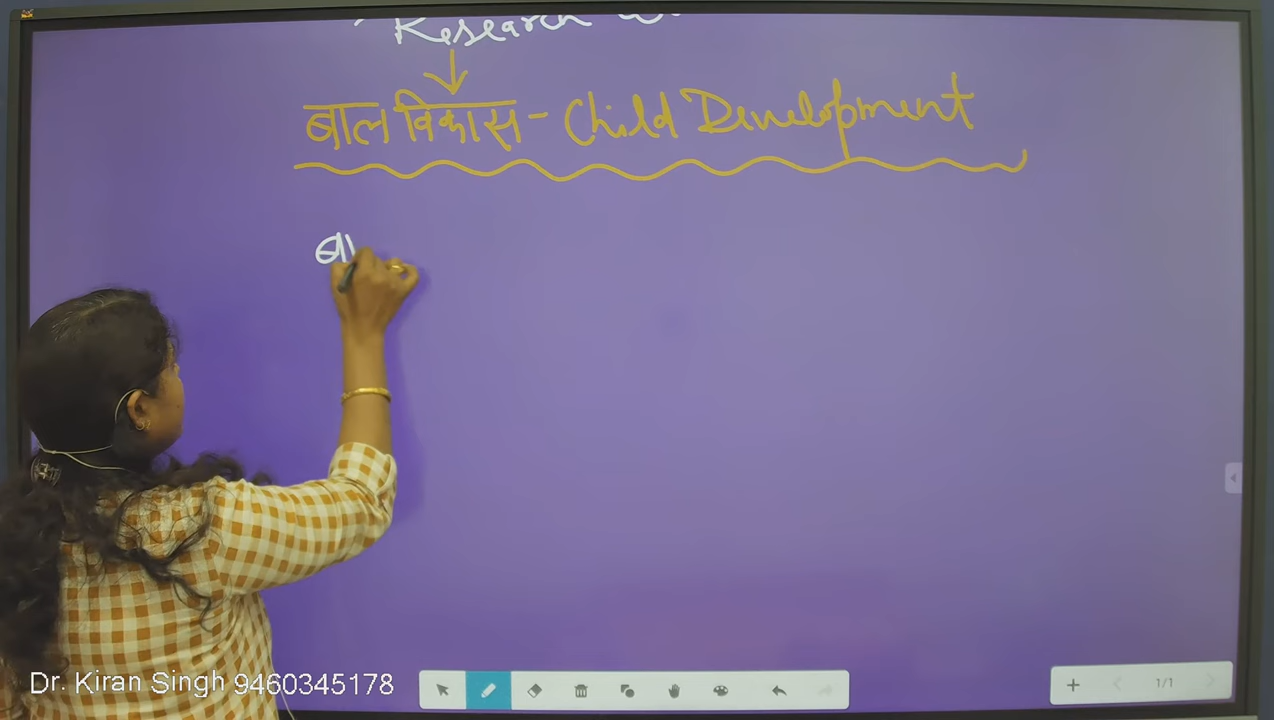 Research
बाल विकास - Child Development
बा
Dr. Kiran Singh 9460345178
1/1